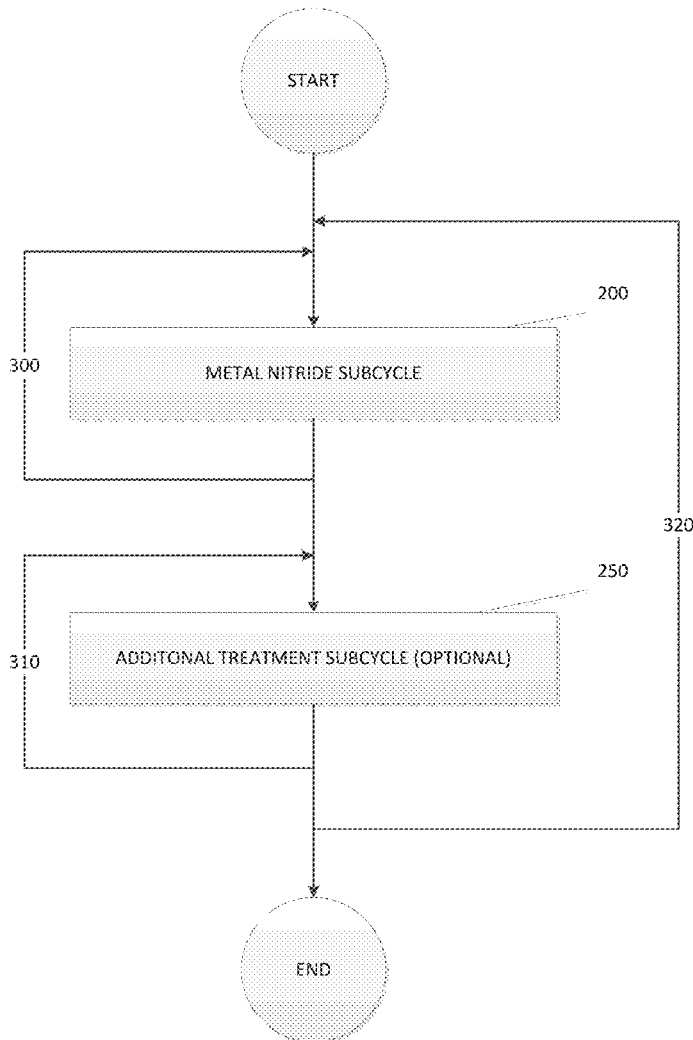 START
200
METAL NITRIDE SUBCYCLE
300
320
250
ADDITONAL TREATMENT SUBCYCLE (OPTIONAL)
310
END